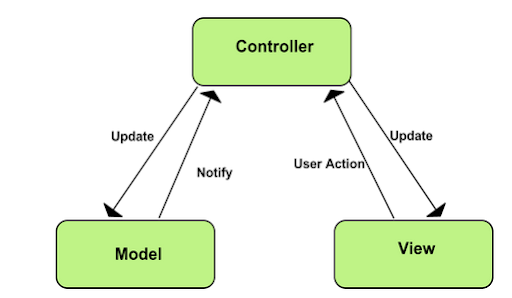 Controller
Update
Update
User Action
Notify
Model
View